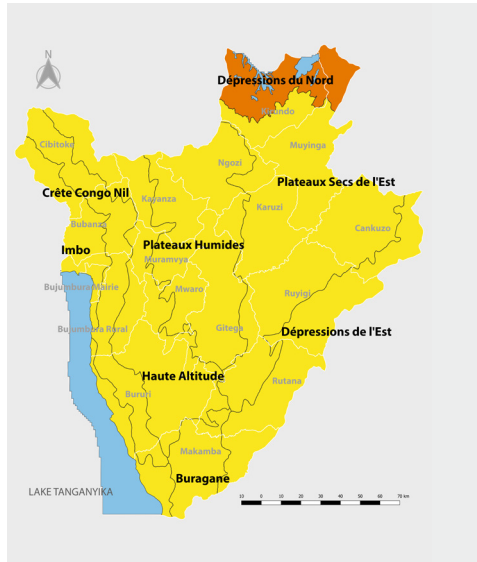 N
Dépressions du Nord
Kirundo
Cibitoke
Muyinga
Ngozi
Plateaux Secs de l'Est
Crête Congo Nil
Kayanza
Karuzi
Bubanza
Cankuzo
Imbo
Plateaux Humides
Muramvya
Bujumbura Mairie
Mwaro
Ruyigi
Bujumbura Rural
Gitega
Dépressions de l'Est
Haute Altitude
Rutana
Bururi
Makamba
Buragane
LAKE TANGANYIKA
10 0 10 20 30 40 50 60 70 km